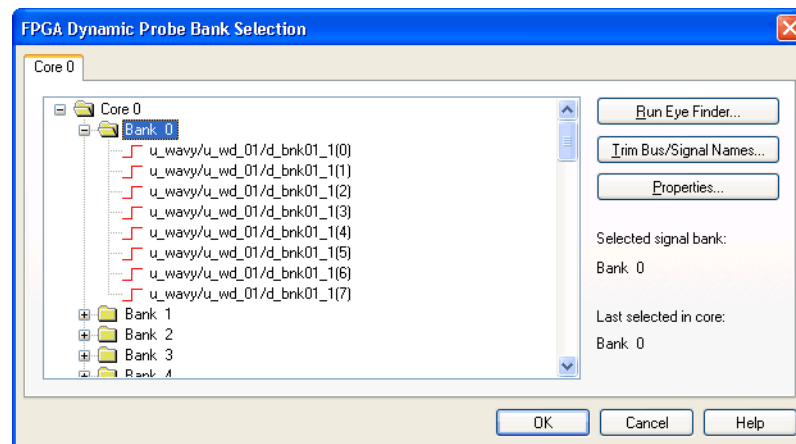 FPGA Dynamic Probe Bank Selection
Core 0
Core 0
Bank 0
u_wavy/u_wd_01/d_bnk01_1(0)
u_wavy/u_wd_01/d_bnk01_1(1)
u_wavy/u_wd_01/d_bnk01_1(2)
u_wavy/u_wd_01/d_bnk01_1(3)
u_wavy/u_wd_01/d_bnk01_1(4)
u_wavy/u_wd_01/d_bnk01_1(5)
u_wavy/u_wd_01/d_bnk01_1(6)
u_wavy/u_wd_01/d_bnk01_1(7)
Bank 1
Bank 2
Bank 3
Bank 4
Run Eye Finder...
Trim Bus/Signal Names...
Properties...
Selected signal bank:
Bank 0
Last selected in core:
Bank 0
OK
Cancel
Help